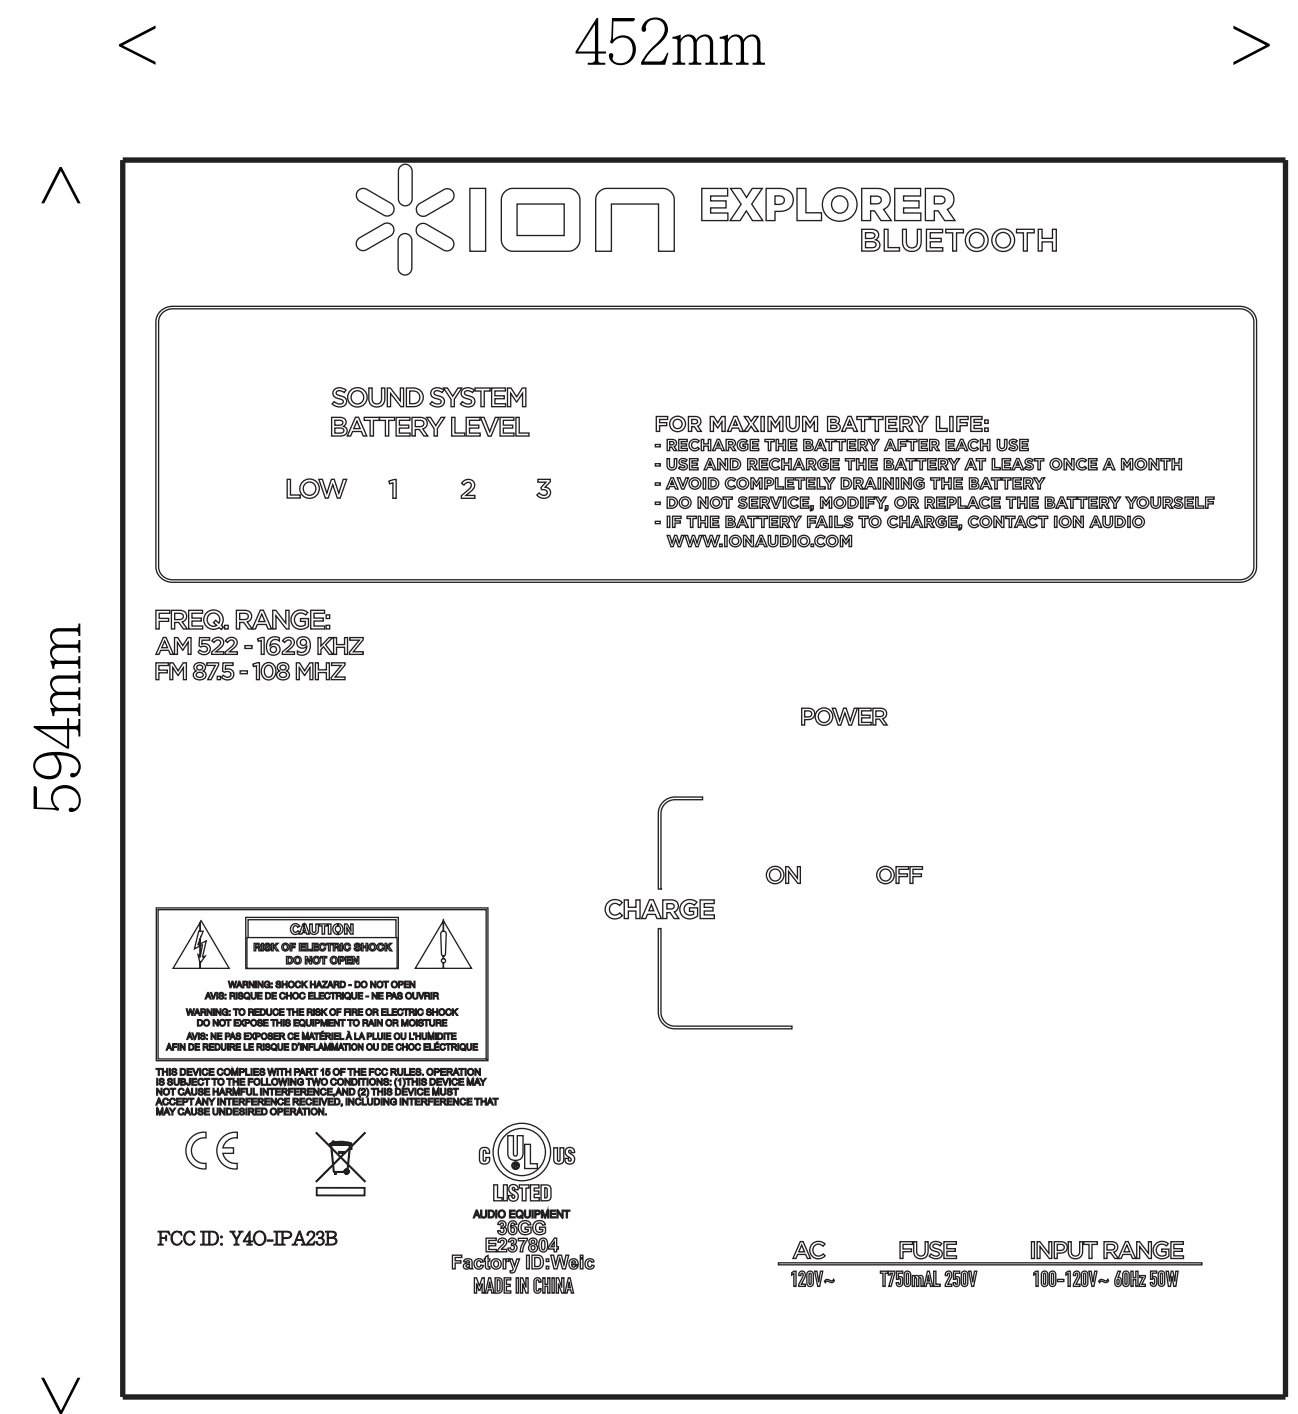 452mm
594mm
ION EXPLORER
BLUETOOTH
SOUND SYSTEM
BATTERY LEVEL
LOW 1 2 3
FOR MAXIMUM BATTERY LIFE:
- RECHARGE THE BATTERY AFTER EACH USE
- USE AND RECHARGE THE BATTERY AT LEAST ONCE A MONTH
- AVOID COMPLETELY DRAINING THE BATTERY
- DO NOT SERVICE, MODIFY, OR REPLACE THE BATTERY YOURSELF
- IF THE BATTERY FAILS TO CHARGE, CONTACT ION AUDIO
WWW.IONAUDIO.COM
FREQ. RANGE:
AM 522 - 1629 KHZ
FM 87.5 - 108 MHZ
POWER
ON OFF
CHARGE
CAUTION
RISK OF ELECTRIC SHOCK
DO NOT OPEN
WARNING: SHOCK HAZARD - DO NOT OPEN
AVIS: RISQUE DE CHOC ELECTRIQUE - NE PAS OUVRIR
WARNING: TO REDUCE THE RISK OF FIRE OR ELECTRIC SHOCK
DO NOT EXPOSE THIS EQUIPMENT TO RAIN OR MOISTURE
AVIS: NE PAS EXPOSER CE MATÉRIEL À LA PLUIE OU L'HUMIDITE
AFIN DE REDUIRE LE RISQUE D'INFLAMMATION OU DE CHOC ELÉCTRIQUE
THIS DEVICE COMPLIES WITH PART 15 OF THE FCC RULES. OPERATION
IS SUBJECT TO THE FOLLOWING TWO CONDITIONS: (1)THIS DEVICE MAY
NOT CAUSE HARMFUL INTERFERENCE,AND (2) THIS DEVICE MUST
ACCEPT ANY INTERFERENCE RECEIVED, INCLUDING INTERFERENCE THAT
MAY CAUSE UNDESIRED OPERATION.
CE
C UL US
LISTED
AUDIO EQUIPMENT
36GG
E237804
Factory ID:Weic
MADE IN CHINA
FCC ID: Y4O-IPA23B
AC FUSE INPUT RANGE
120V~ T750mAL 250V 100-120V~ 60Hz 50W